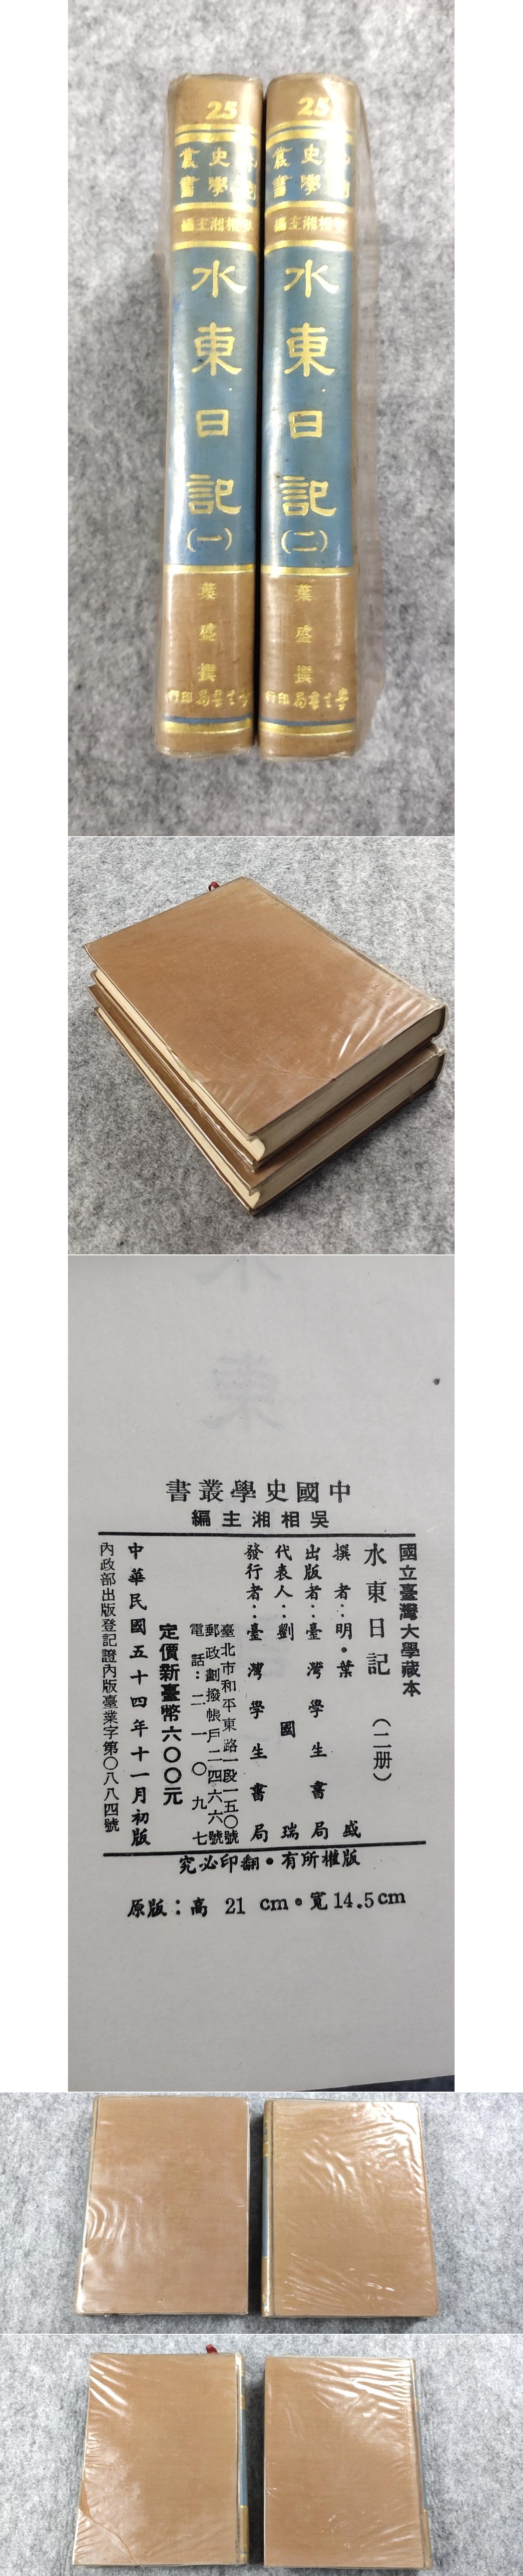 25
史學
叢書
主編
水東日記
(一)
葉盛撰
學生書局印行
25
史學
叢書
主編
水東日記
(二)
葉盛撰
學生書局印行
中國史學叢書
吳相湘主編
國立臺灣大學藏本
水東日記(二册)
撰者:明・葉盛
出版者:臺灣學生書局
代表人:劉國瑞
發行者:臺灣學生書局
臺北市和平東路一段一五〇號
郵政劃撥帳戶二四六六號
電話:二一〇九七
定價新臺幣六〇〇元
中華民國五十四年十一月初版
內政部出版登記證內版臺業字第〇八八四號
版權所有•翻印必究
原版:高 21 cm•寬14.5cm